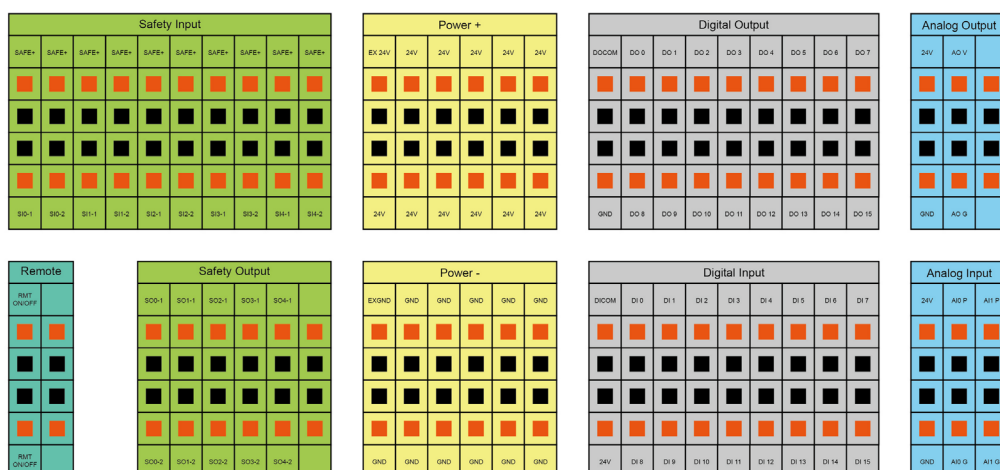 Safety Input
SAFE+ SAFE+ SAFE+ SAFE+ SAFE+ SAFE+ SAFE+ SAFE+ SAFE+ SAFE+
SI0-1 SI0-2 SI1-1 SI1-2 SI2-1 SI2-2 SI3-1 SI3-2 SI4-1 SI4-2
Power +
EX 24V 24V 24V 24V 24V 24V
24V 24V 24V 24V 24V 24V
Digital Output
DOCOM DO 0 DO 1 DO 2 DO 3 DO 4 DO 5 DO 6 DO 7
GND DO 8 DO 9 DO 10 DO 11 DO 12 DO 13 DO 14 DO 15
Analog Output
24V AO V
GND AO G
Remote
RMT
ON/OFF
RMT
ON/OFF
Safety Output
SO0-1 SO1-1 SO2-1 SO3-1 SO4-1
SO0-2 SO1-2 SO2-2 SO3-2 SO4-2
Power -
EXGND GND GND GND GND GND
GND GND GND GND GND GND
Digital Input
DICOM DI 0 DI 1 DI 2 DI 3 DI 4 DI 5 DI 6 DI 7
24V DI 8 DI 9 DI 10 DI 11 DI 12 DI 13 DI 14 DI 15
Analog Input
24V AI0 P AI1 P
GND AI0 G AI1 G